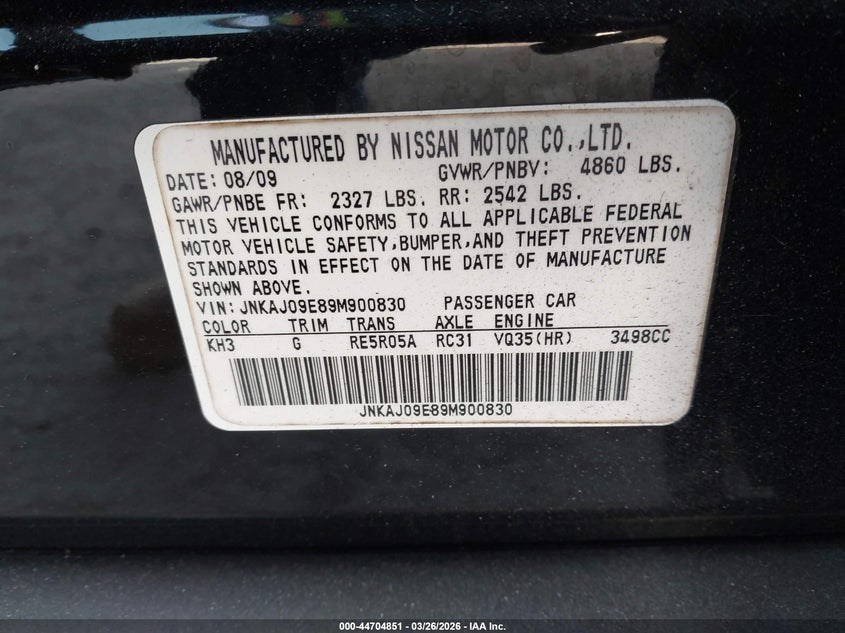 MANUFACTURED BY NISSAN MOTOR CO.,LTD.
DATE: 08/09 GVWR/PNBV: 4860 LBS.
GAWR/PNBE FR: 2327 LBS. RR: 2542 LBS.
THIS VEHICLE CONFORMS TO ALL APPLICABLE FEDERAL
MOTOR VEHICLE SAFETY,BUMPER,AND THEFT PREVENTION
STANDARDS IN EFFECT ON THE DATE OF MANUFACTURE
SHOWN ABOVE.
VIN: JNKAJ09E89M900830 PASSENGER CAR
COLOR TRIM TRANS AXLE ENGINE
KH3 G RE5R05A RC31 VQ35(HR) 3498CC
JNKAJ09E89M900830
000-44704851 | 03/26/2026 - IAA Inc.